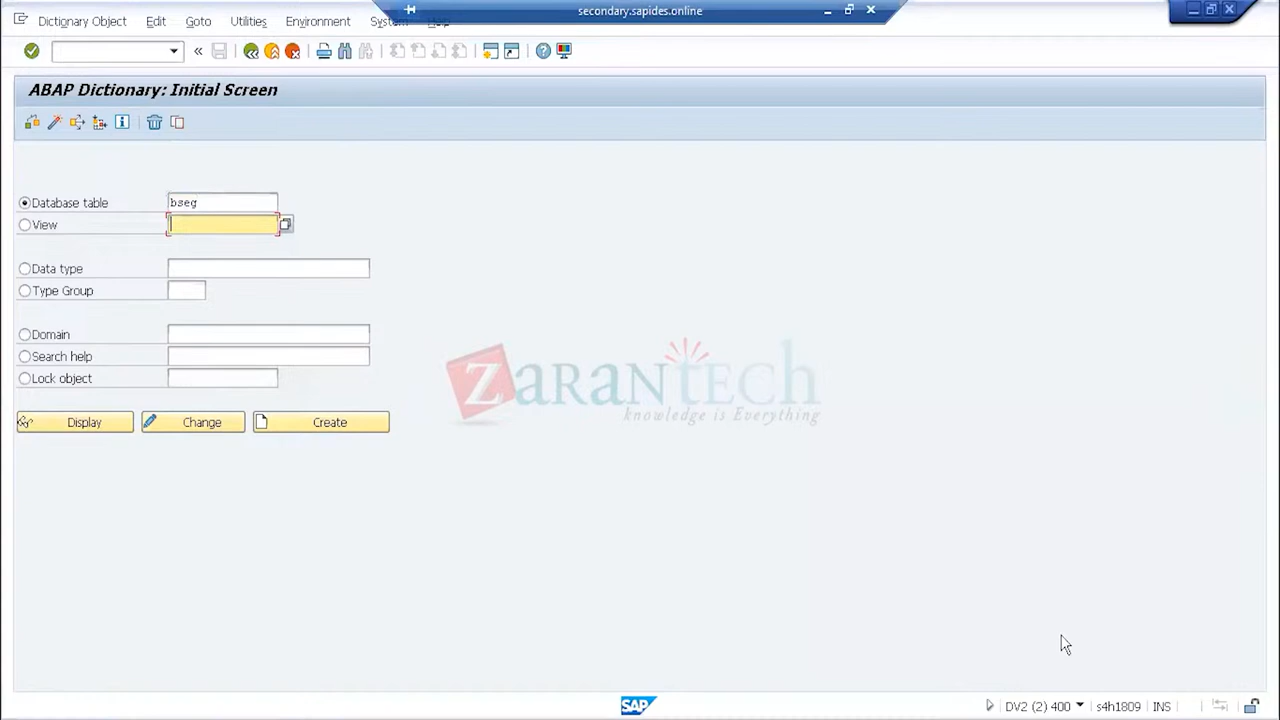 secondary.sapides.online
Dictionary Object Edit Goto Utilities Environment System Help
ABAP Dictionary: Initial Screen
Database table bseg
View
Data type
Type Group
Domain
Search help
Lock object
ZARANTECH
knowledge is Everything
Display Change Create
SAP DV2 (2) 400 s4h1809 INS